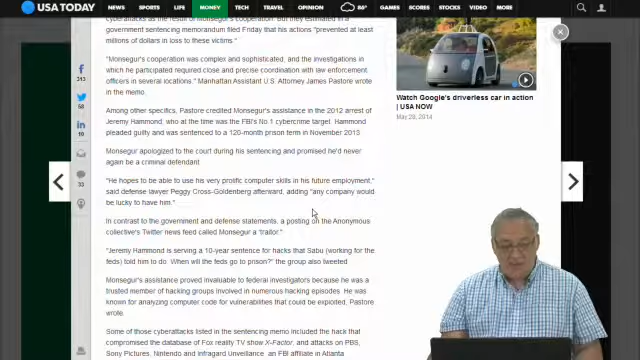 USA TODAY
NEWS SPORTS LIFE MONEY TECH TRAVEL OPINION 86° GAMES SCORES STOCKS VIDEO MORE
cyberattacks as the result of Monsegur's cooperation. But they estimated in a
government sentencing memorandum filed Friday that his actions "prevented at least
millions of dollars in loss to these victims."
"Monsegur's cooperation was complex and sophisticated, and the investigations in
which he participated required close and precise coordination with law enforcement
officers in several locations," Manhattan Assistant U.S. Attorney James Pastore wrote
in the memo.
Among other specifics, Pastore credited Monsegur's assistance in the 2012 arrest of
Jeremy Hammond, who at the time was the FBI's No 1 cybercrime target. Hammond
pleaded guilty and was sentenced to a 120-month prison term in November 2013
Monsegur apologized to the court during his sentencing and promised he'd never
again be a criminal defendant
"He hopes to be able to use his very prolific computer skills in his future employment,"
said defense lawyer Peggy Cross-Goldenberg afterward, adding "any company would
be lucky to have him."
In contrast to the government and defense statements, a posting on the Anonymous
collective's Twitter news feed called Monsegur a "traitor."
"Jeremy Hammond is serving a 10-year sentence for hacks that Sabu (working for the
feds) told him to do. When will the feds go to prison?" the group also tweeted
Monsegur's assistance proved invaluable to federal investigators because he was a
trusted member of hacking groups involved in numerous hacking episodes. He was
known for analyzing computer code for vulnerabilities that could be exploited, Pastore
wrote.
Some of those cyberattacks listed in the sentencing memo included the hack that
compromised the database of Fox reality TV show X-Factor, and attacks on PBS,
Sony Pictures, Nintendo and Infragard Unveillance, an FBI affiliate in Atlanta
313
58
10
33
Watch Google's driverless car in action
| USA NOW
May 29, 2014